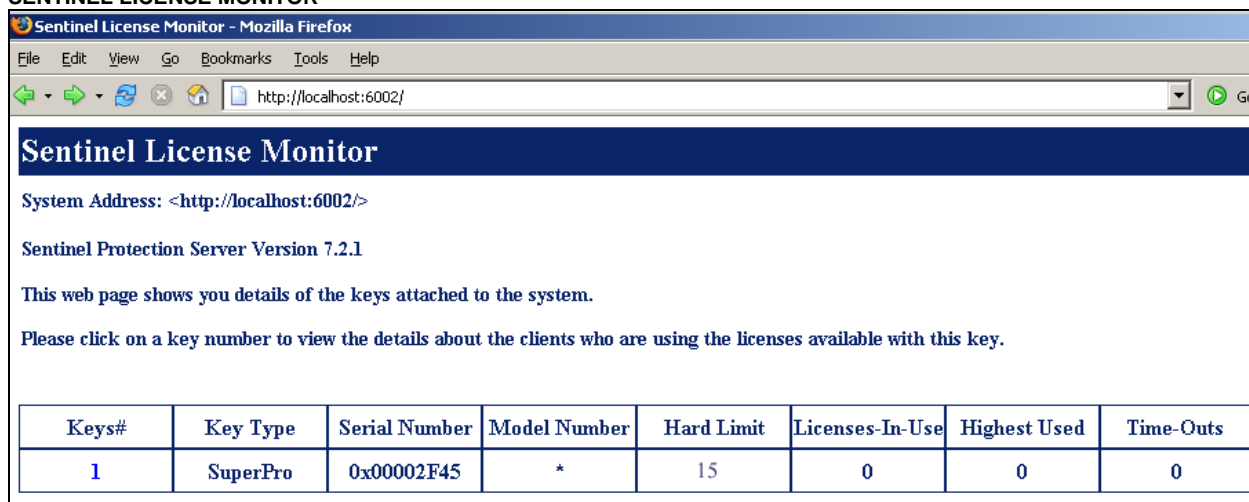 SENTINEL LICENSE MONITOR
Sentinel License Monitor - Mozilla Firefox
File Edit View Go Bookmarks Tools Help
http://localhost:6002/
Sentinel License Monitor
System Address: <http://localhost:6002/>
Sentinel Protection Server Version 7.2.1
This web page shows you details of the keys attached to the system.
Please click on a key number to view the details about the clients who are using the licenses available with this key.
Keys# Key Type Serial Number Model Number Hard Limit Licenses-In-Use Highest Used Time-Outs
1 SuperPro 0x00002F45 * 15 0 0 0